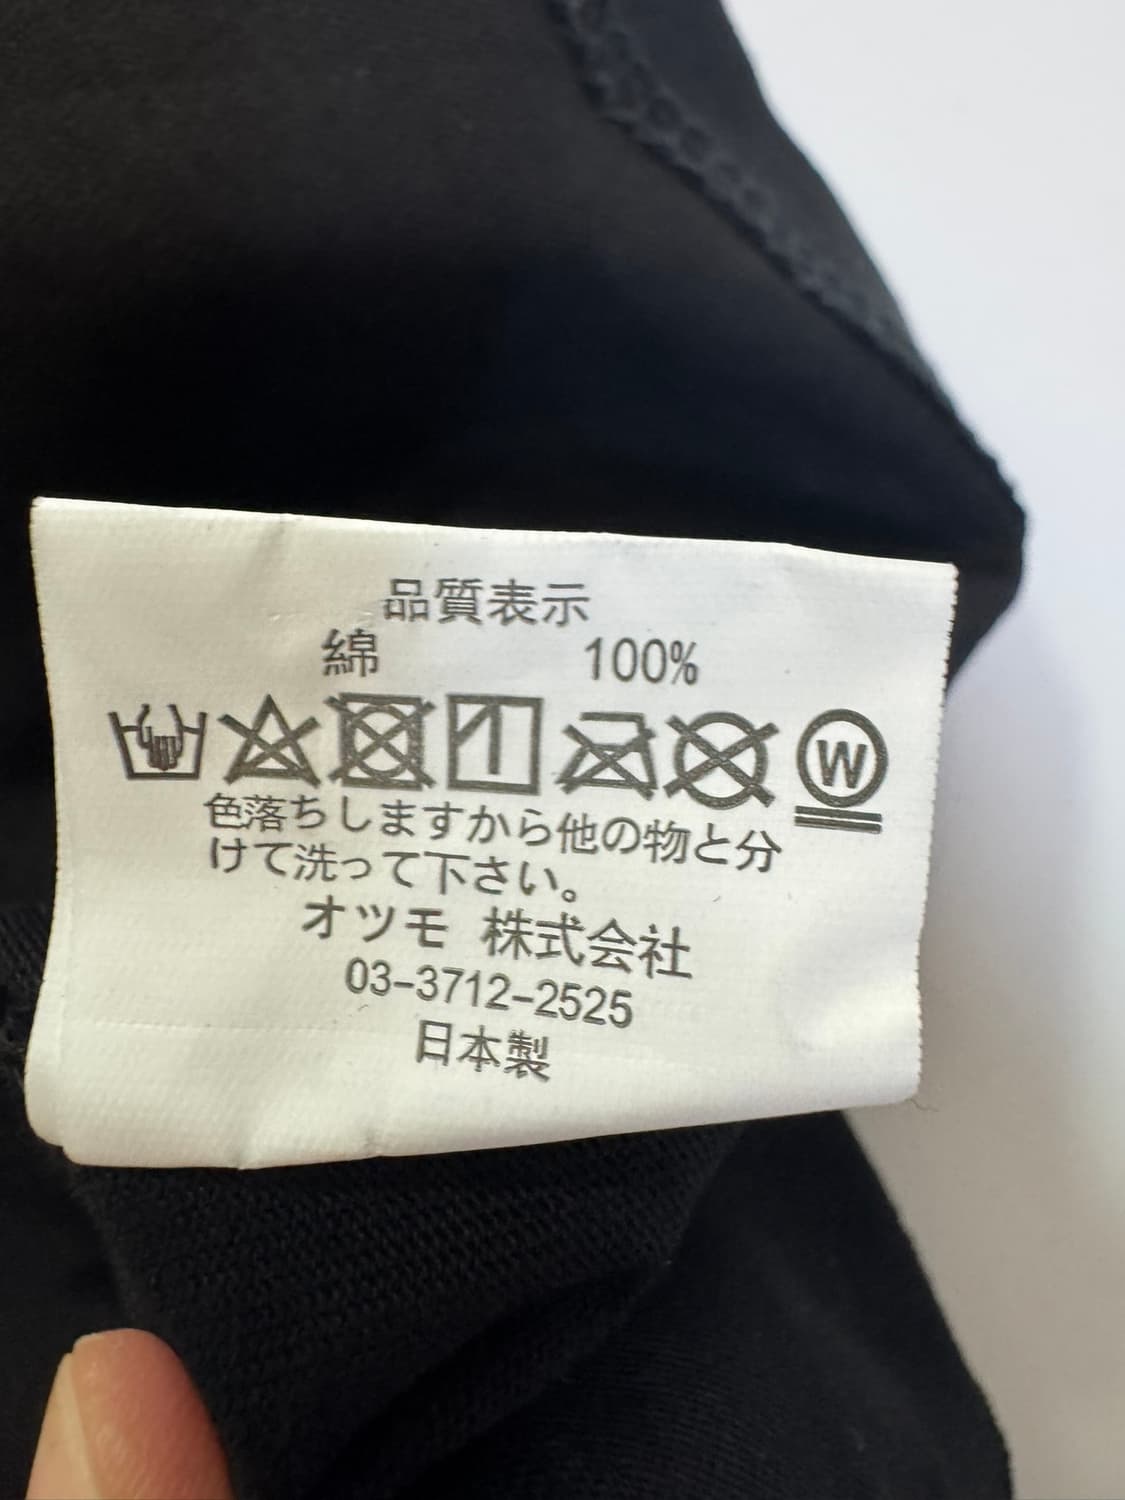 品質表示
綿 100%
W
色落ちしますから他の物と分
けて洗って下さい。
オツモ 株式会社
03-3712-2525
日本製